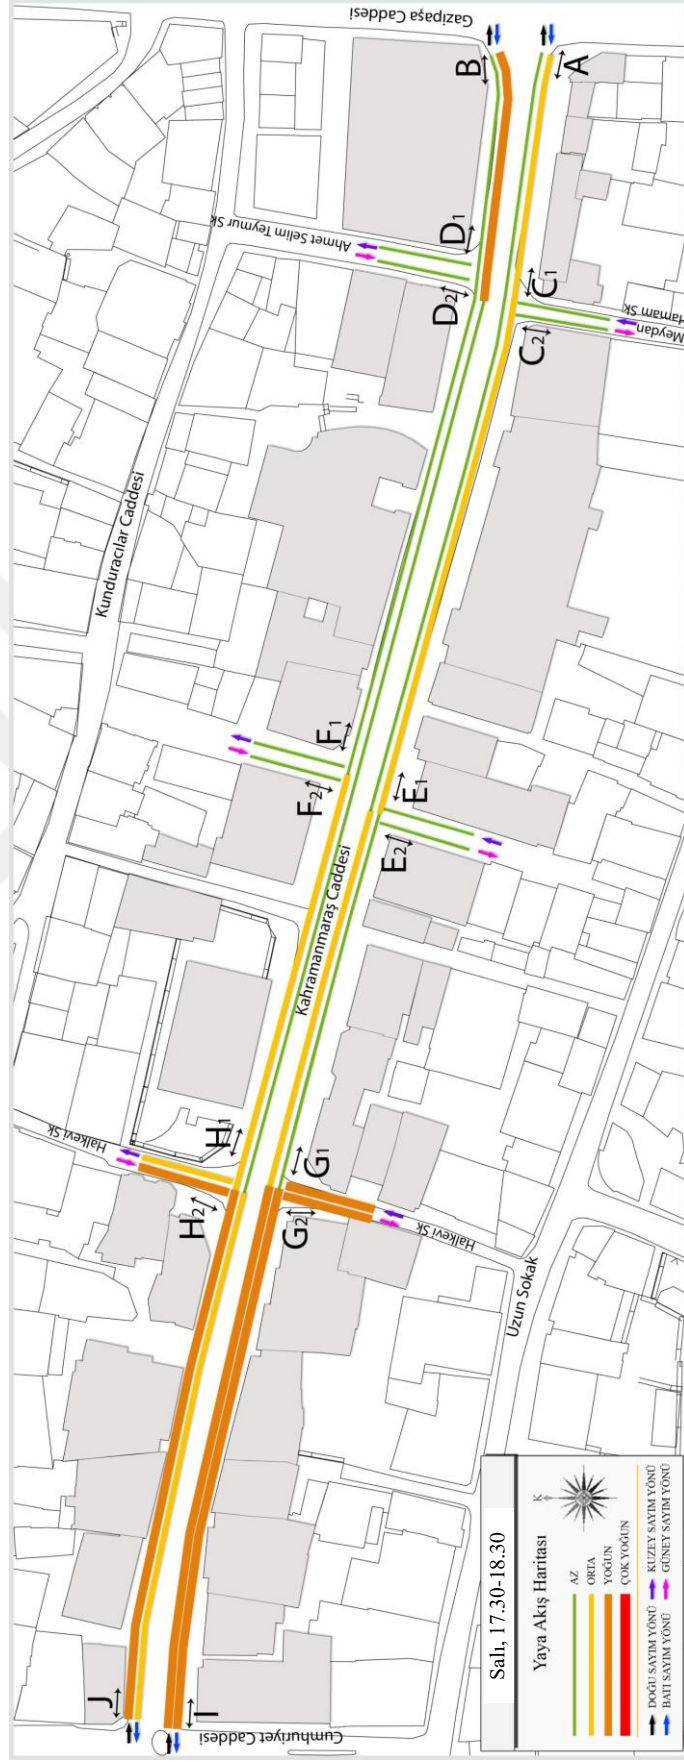 Gazipaşa Caddesi
B
A
D1
Ahmet Selim Teymur Sk
D2
C1
C2
Meydan
Hamam Sk
Kunduracılar Caddesi
F1
F2
E1
E2
Kahramanmaraş Caddesi
Halkevi Sk
H1
H2
G1
G2
Halkevi Sk
Uzun Sokak
J
I
Cumhuriyet Caddesi
Salı, 17.30-18.30
Yaya Akış Haritası
K
AZ
ORTA
YOĞUN
ÇOK YOĞUN
DOĞU SAYIM YÖNÜ
KUZEY SAYIM YÖNÜ
BATI SAYIM YÖNÜ
GÜNEY SAYIM YÖNÜ